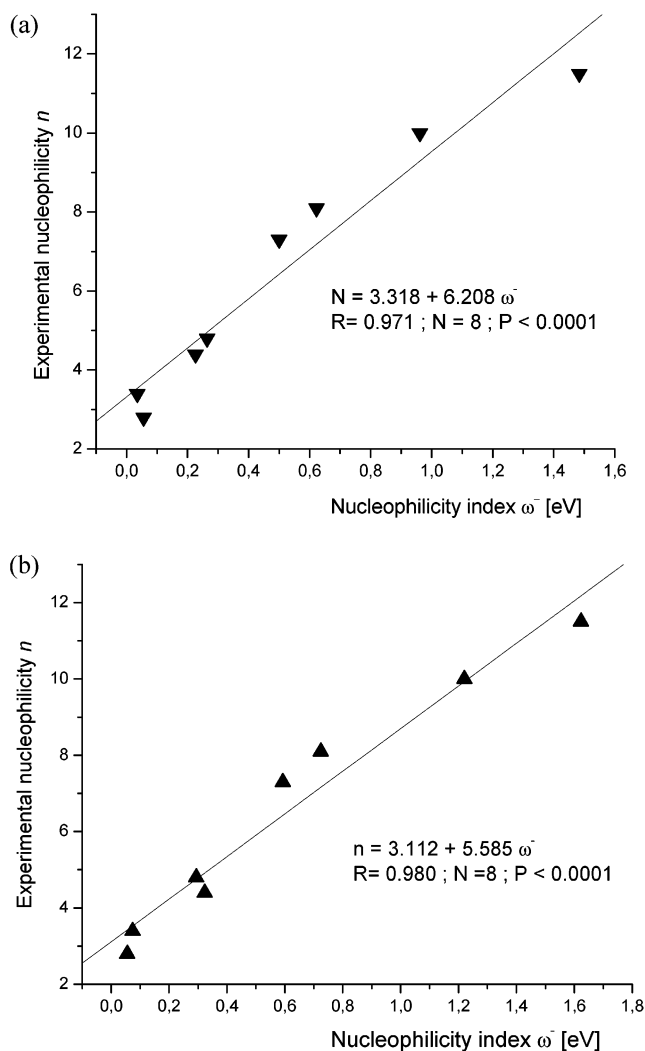 (a)
Experimental nucleophilicity n
12
10
8
6
4
2
N = 3.318 + 6.208 ω⁻
R= 0.971 ; N = 8 ; P < 0.0001
0,0 0,2 0,4 0,6 0,8 1,0 1,2 1,4 1,6
Nucleophilicity index ω⁻ [eV]
(b)
Experimental nucleophilicity n
12
10
8
6
4
2
n = 3.112 + 5.585 ω⁻
R= 0.980 ; N =8 ; P < 0.0001
0,0 0,2 0,4 0,6 0,8 1,0 1,2 1,4 1,6 1,8
Nucleophilicity index ω⁻ [eV]